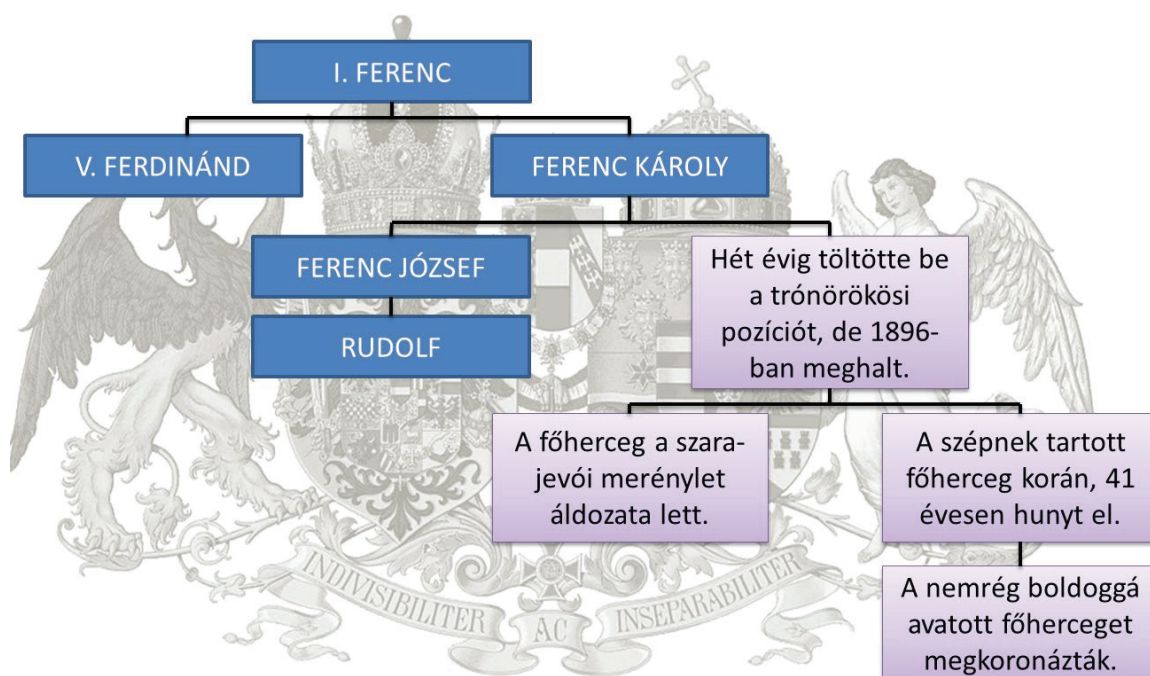 I. FERENC
V. FERDINÁND
FERENC KÁROLY
FERENC JÓZSEF
RUDOLF
Hét évig töltötte be
a trónörökösi
pozíciót, de 1896-
ban meghalt.
A főherceg a szara-
jevói merénylet
áldozata lett.
A szépnek tartott
főherceg korán, 41
évesen hunyt el.
A nemrég boldoggá
avatott főherceget
megkoronázták.
INDIVISIBILITER
AC
INSEPARABILITER